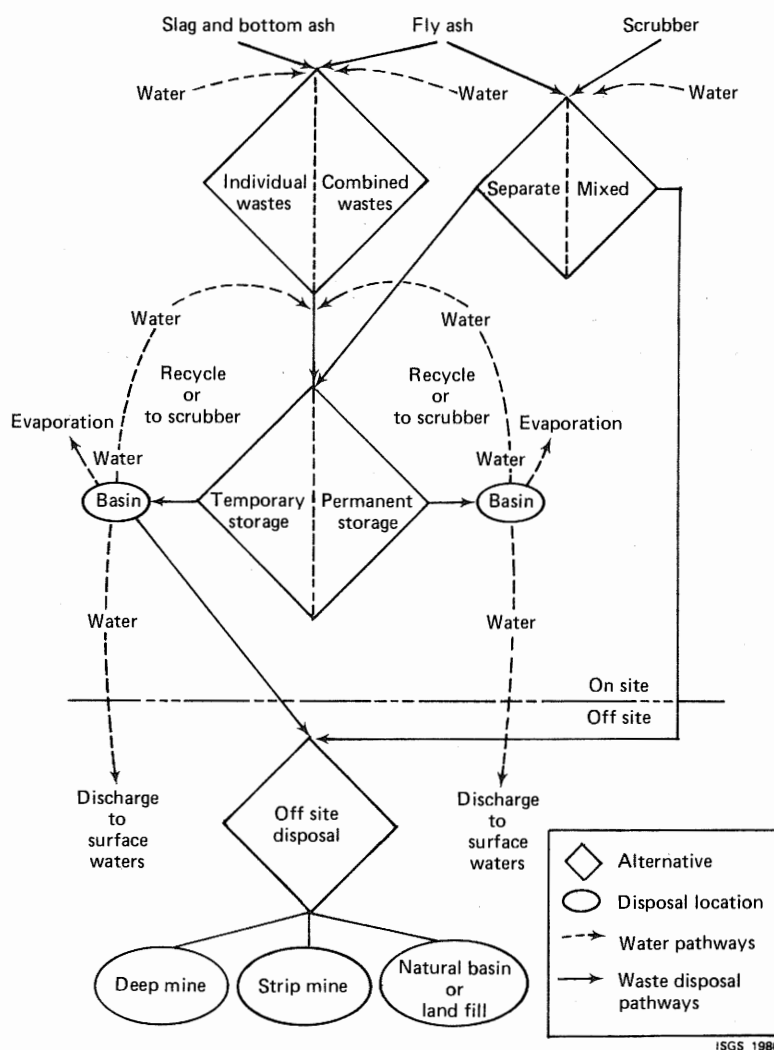 Slag and bottom ash
Fly ash
Scrubber
Water
Water
Water
Individual
wastes
Combined
wastes
Separate
Mixed
Water
Water
Recycle
or
to scrubber
Recycle
or
to scrubber
Evaporation
Evaporation
Water
Water
Basin
Temporary
storage
Permanent
storage
Basin
Water
Water
On site
Off site
Discharge
to
surface
waters
Off site
disposal
Discharge
to
surface
waters
Deep mine
Strip mine
Natural basin
or
land fill
Alternative
Disposal location
Water pathways
Waste disposal
pathways